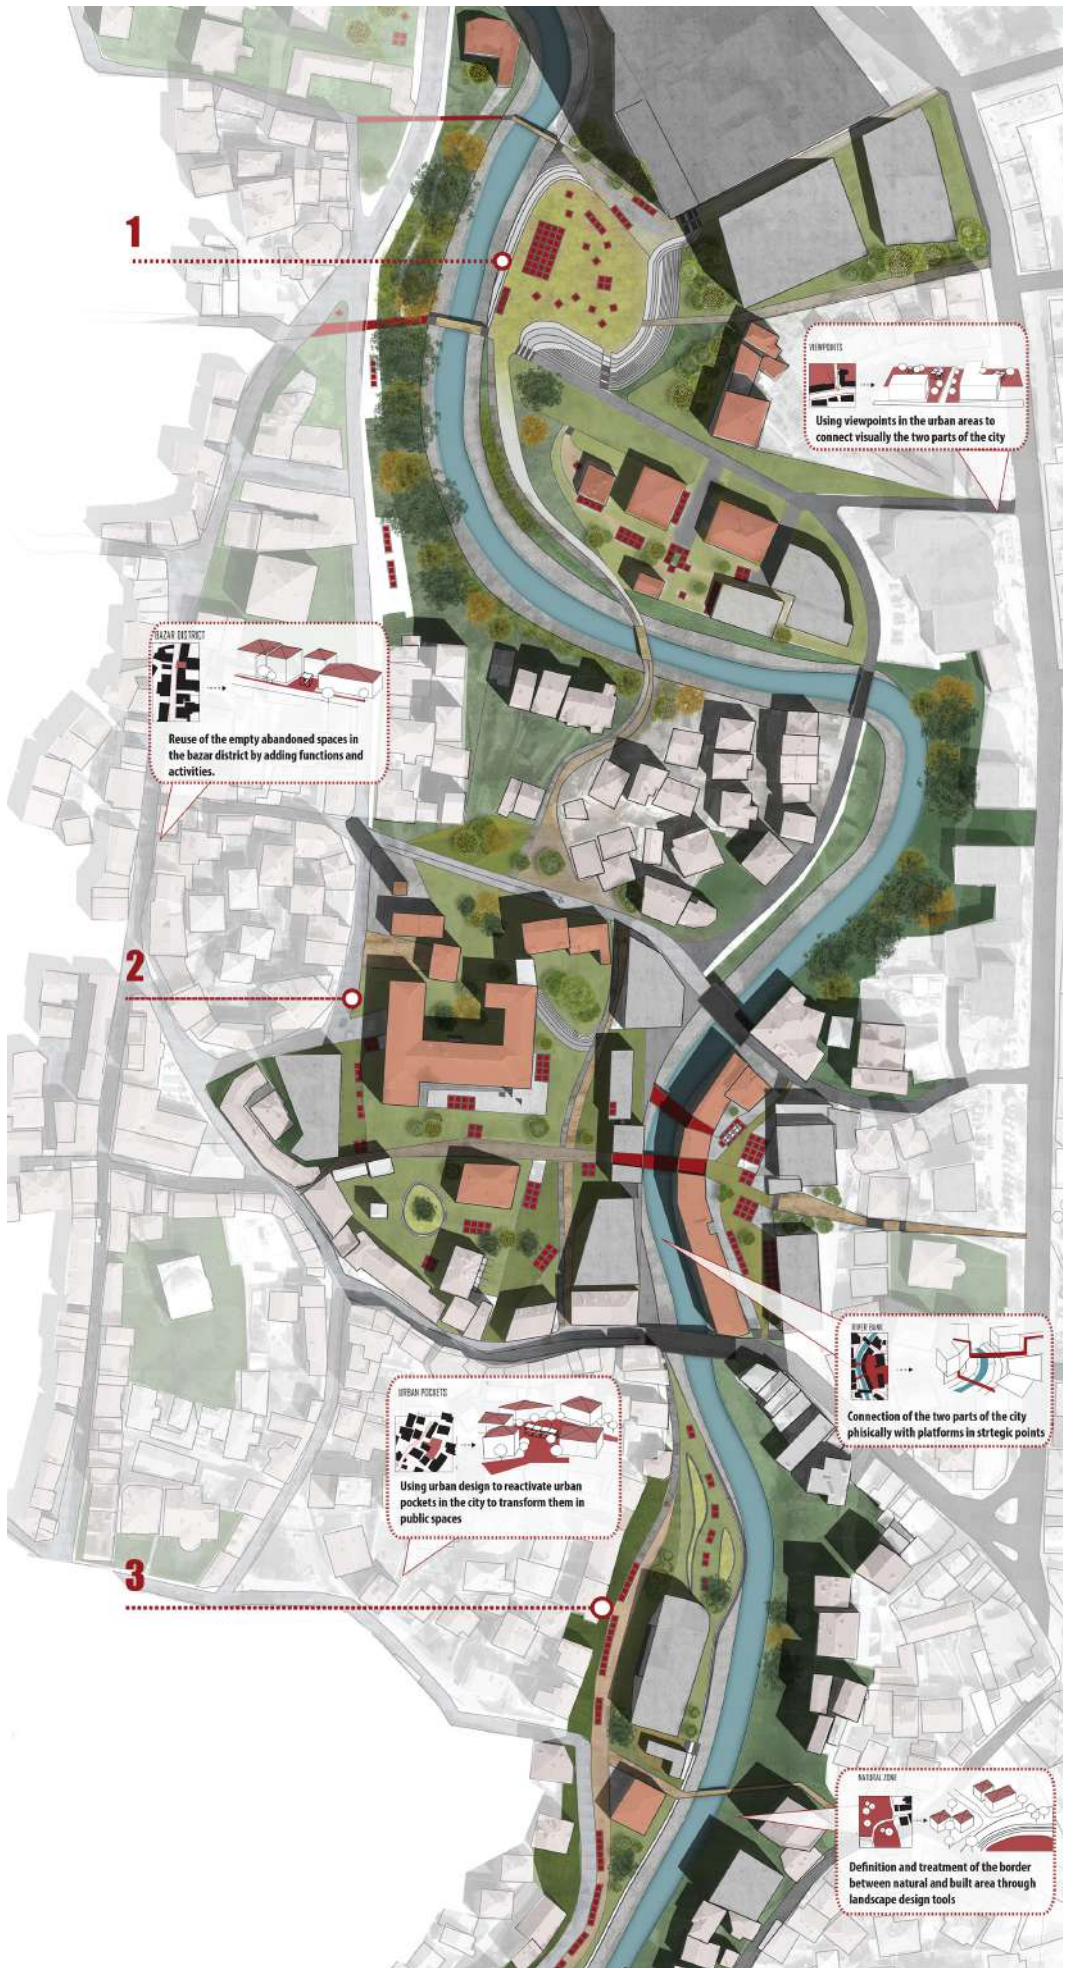 1
VIEWPOINTS
Using viewpoints in the urban areas to
connect visually the two parts of the city
BAZAR DISTRICT
Reuse of the empty abandoned spaces in
the bazar district by adding functions and
activities.
2
RIVER BANK
Connection of the two parts of the city
phisically with platforms in strtegic points
URBAN POCKETS
Using urban design to reactivate urban
pockets in the city to transform them in
public spaces
3
NATURAL ZONE
Definition and treatment of the border
between natural and built area through
landscape design tools